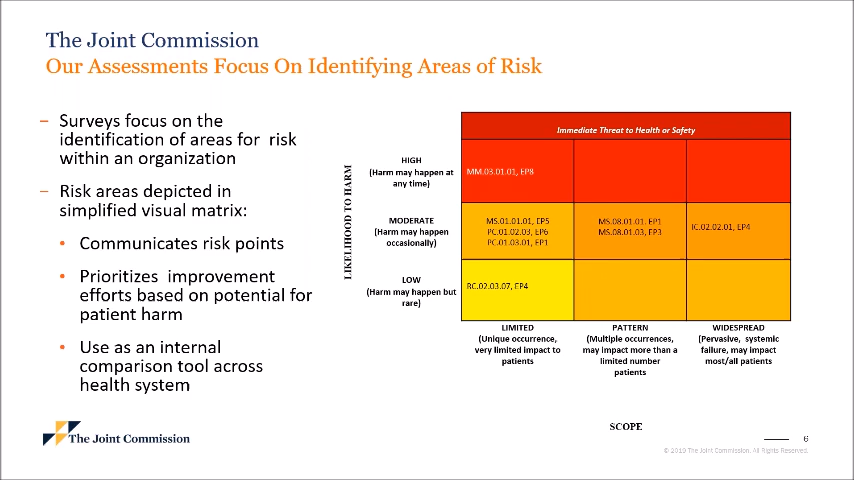 The Joint Commission
Our Assessments Focus On Identifying Areas of Risk
– Surveys focus on the
identification of areas for risk
within an organization
– Risk areas depicted in
simplified visual matrix:
• Communicates risk points
• Prioritizes improvement
efforts based on potential for
patient harm
• Use as an internal
comparison tool across
health system
LIKELIHOOD TO HARM
Immediate Threat to Health or Safety
HIGH
(Harm may happen at
any time)
MM.03.01.01, EP8
MODERATE
(Harm may happen
occasionally)
MS.01.01.01, EP5
PC.01.02.03, EP6
PC.01.03.01, EP1
MS.08.01.01, EP1
MS.08.01.03, EP3
IC.02.02.01, EP4
LOW
(Harm may happen but
rare)
RC.02.03.07, EP4
LIMITED
(Unique occurrence,
very limited impact to
patients
PATTERN
(Multiple occurrences,
may impact more than a
limited number
patients
WIDESPREAD
(Pervasive, systemic
failure, may impact
most/all patients
SCOPE
The Joint Commission
6
© 2019 The Joint Commission. All Rights Reserved.